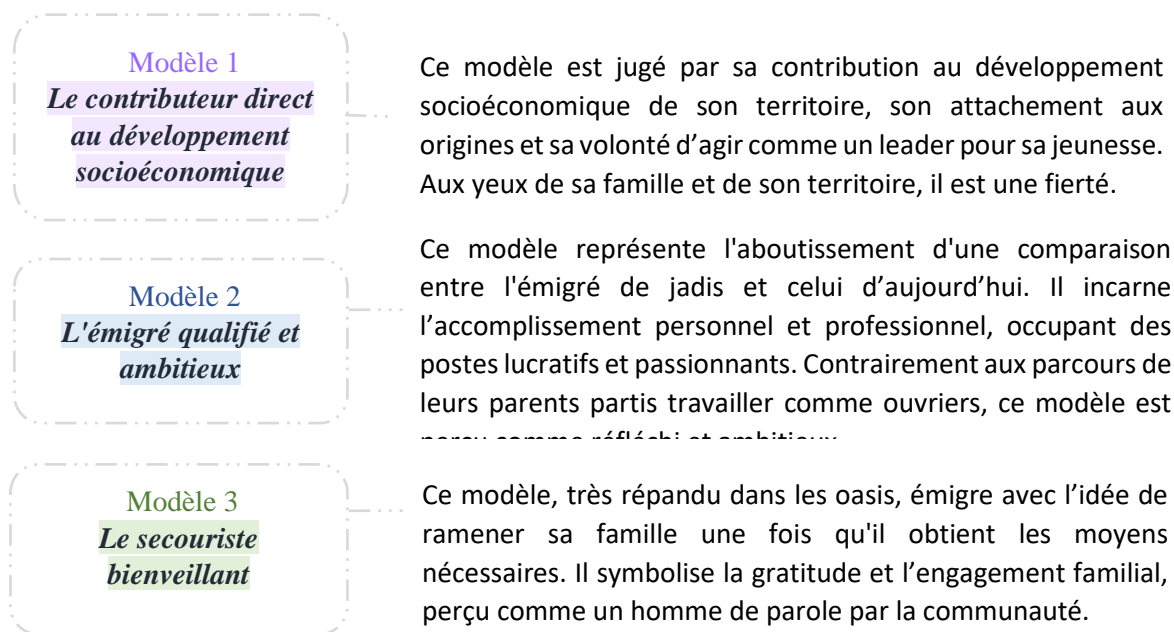 Modèle 1
Le contributeur direct
au développement
socioéconomique
Ce modèle est jugé par sa contribution au développement
socioéconomique de son territoire, son attachement aux
origines et sa volonté d’agir comme un leader pour sa jeunesse.
Aux yeux de sa famille et de son territoire, il est une fierté.
Modèle 2
L'émigré qualifié et
ambitieux
Ce modèle représente l'aboutissement d'une comparaison
entre l'émigré de jadis et celui d’aujourd’hui. Il incarne
l’accomplissement personnel et professionnel, occupant des
postes lucratifs et passionnants. Contrairement aux parcours de
leurs parents partis travailler comme ouvriers, ce modèle est
perçu comme réfléchi et ambitieux
Modèle 3
Le secouriste
bienveillant
Ce modèle, très répandu dans les oasis, émigre avec l’idée de
ramener sa famille une fois qu'il obtient les moyens
nécessaires. Il symbolise la gratitude et l’engagement familial,
perçu comme un homme de parole par la communauté.